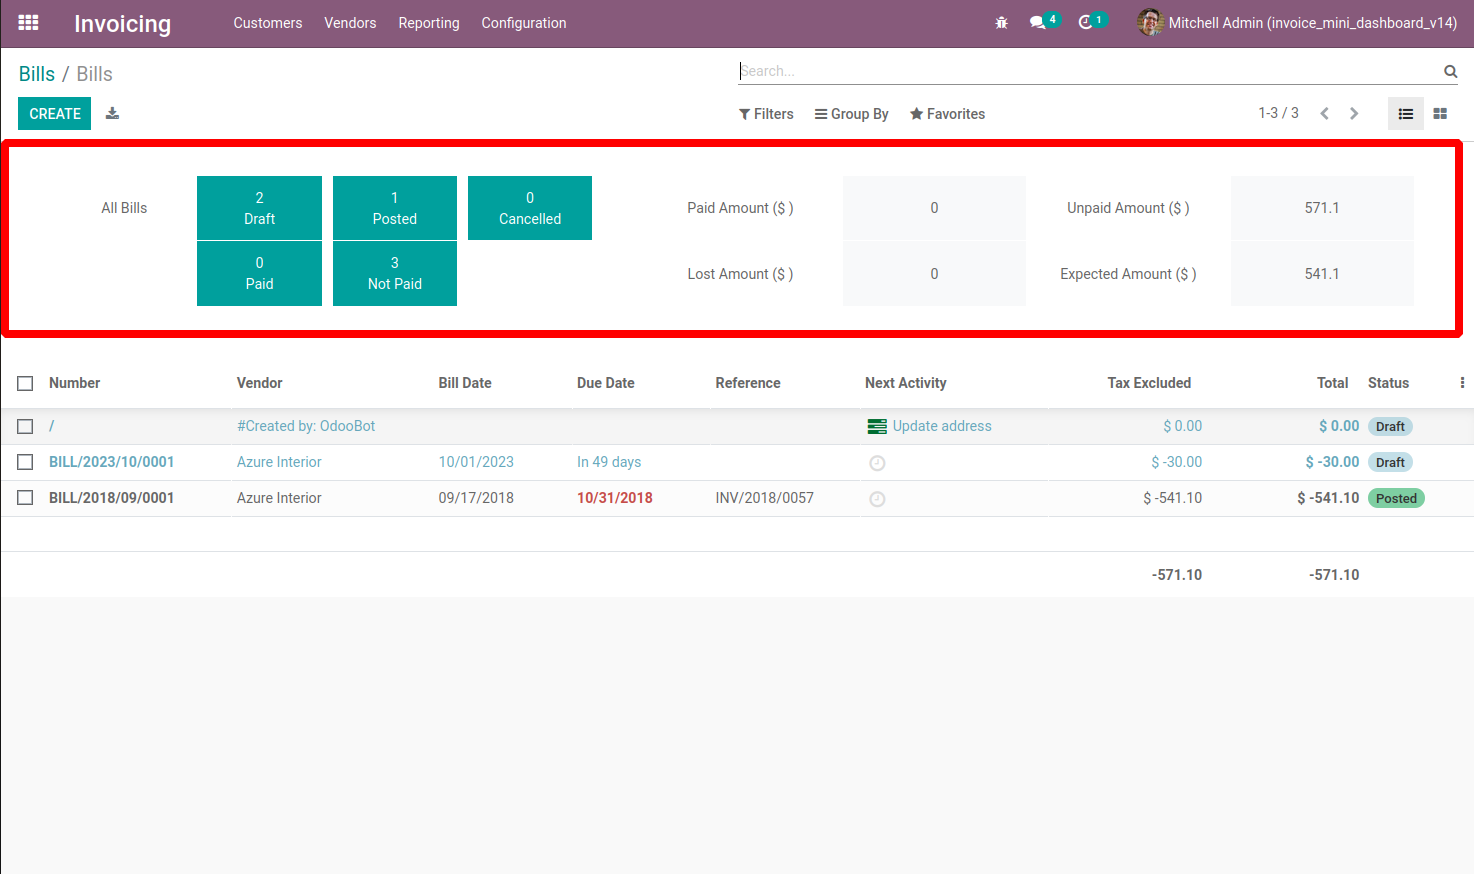 Invoicing Customers Vendors Reporting Configuration 4 1 Mitchell Admin (invoice_mini_dashboard_v14)
Bills / Bills Search...
CREATE Filters Group By Favorites 1-3 / 3
All Bills
2
Draft
1
Posted
0
Cancelled
0
Paid
3
Not Paid
Paid Amount ($ ) 0 Unpaid Amount ($ ) 571.1
Lost Amount ($ ) 0 Expected Amount ($ ) 541.1
Number Vendor Bill Date Due Date Reference Next Activity Tax Excluded Total Status
/ #Created by: OdooBot Update address $ 0.00 $ 0.00 Draft
BILL/2023/10/0001 Azure Interior 10/01/2023 In 49 days $ -30.00 $ -30.00 Draft
BILL/2018/09/0001 Azure Interior 09/17/2018 10/31/2018 INV/2018/0057 $ -541.10 $ -541.10 Posted
-571.10 -571.10